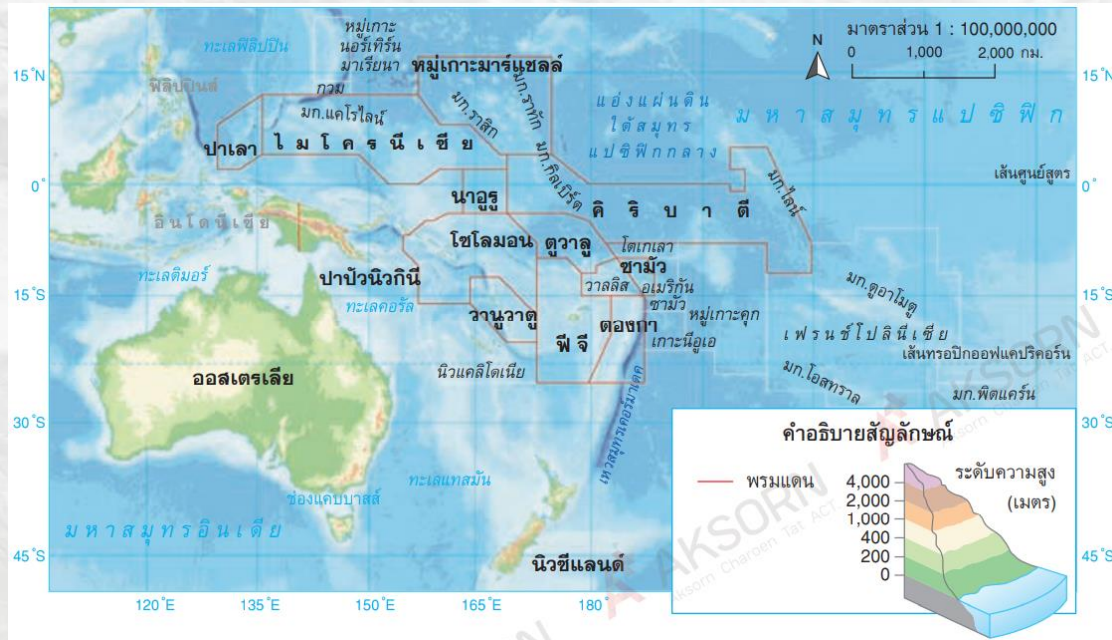 หมู่เกาะ
นอร์เทิร์น
มาเรียนา
ทะเลฟิลิปปิน
มาตราส่วน 1 : 100,000,000
N
0 1,000 2,000 กม.
15°N
15°N
ฟิลิปปินส์
กวม
หมู่เกาะมาร์แชลล์
มก.ราทัก
มก.ราลิก
มก.แคโรไลน์
แอ่งแผ่นดิน
ใต้สมุทร
แปซิฟิกกลาง
มหาสมุทรแปซิฟิก
ปาเลา
ไมโครนีเซีย
มก.กิลเบิร์ต
เส้นศูนย์สูตร
0°
0°
นาอูรู
คิริบาตี
มก.ไลน์
อินโดนีเซีย
โซโลมอน
ตูวาลู
โตเกเลา
ซามัว
ทะเลติมอร์
ปาปัวนิวกินี
วาลลิส
อเมริกัน
ซามัว
มก.ตูอาโมตู
15°S
15°S
ทะเลคอรัล
วานูวาตู
ตองกา
หมู่เกาะคุก
เกาะนีอูเอ
เฟรนช์โปลินีเซีย
ฟีจี
เส้นทรอปิกออฟแคปริคอร์น
ออสเตรเลีย
นิวแคลิโดเนีย
มก.โอสทราล
มก.พิตแคร์น
เหวสมุทรเคอร์มาเดค
30°S
30°S
คำอธิบายสัญลักษณ์
พรมแดน
ระดับความสูง
(เมตร)
4,000
2,000
1,000
400
200
0
ทะเลแทสมัน
ช่องแคบบาสส์
มหาสมุทรอินเดีย
45°S
45°S
นิวซีแลนด์
120°E 135°E 150°E 165°E 180°
AKSORN
Aksorn Charoen Tat ACT.
AKSORN